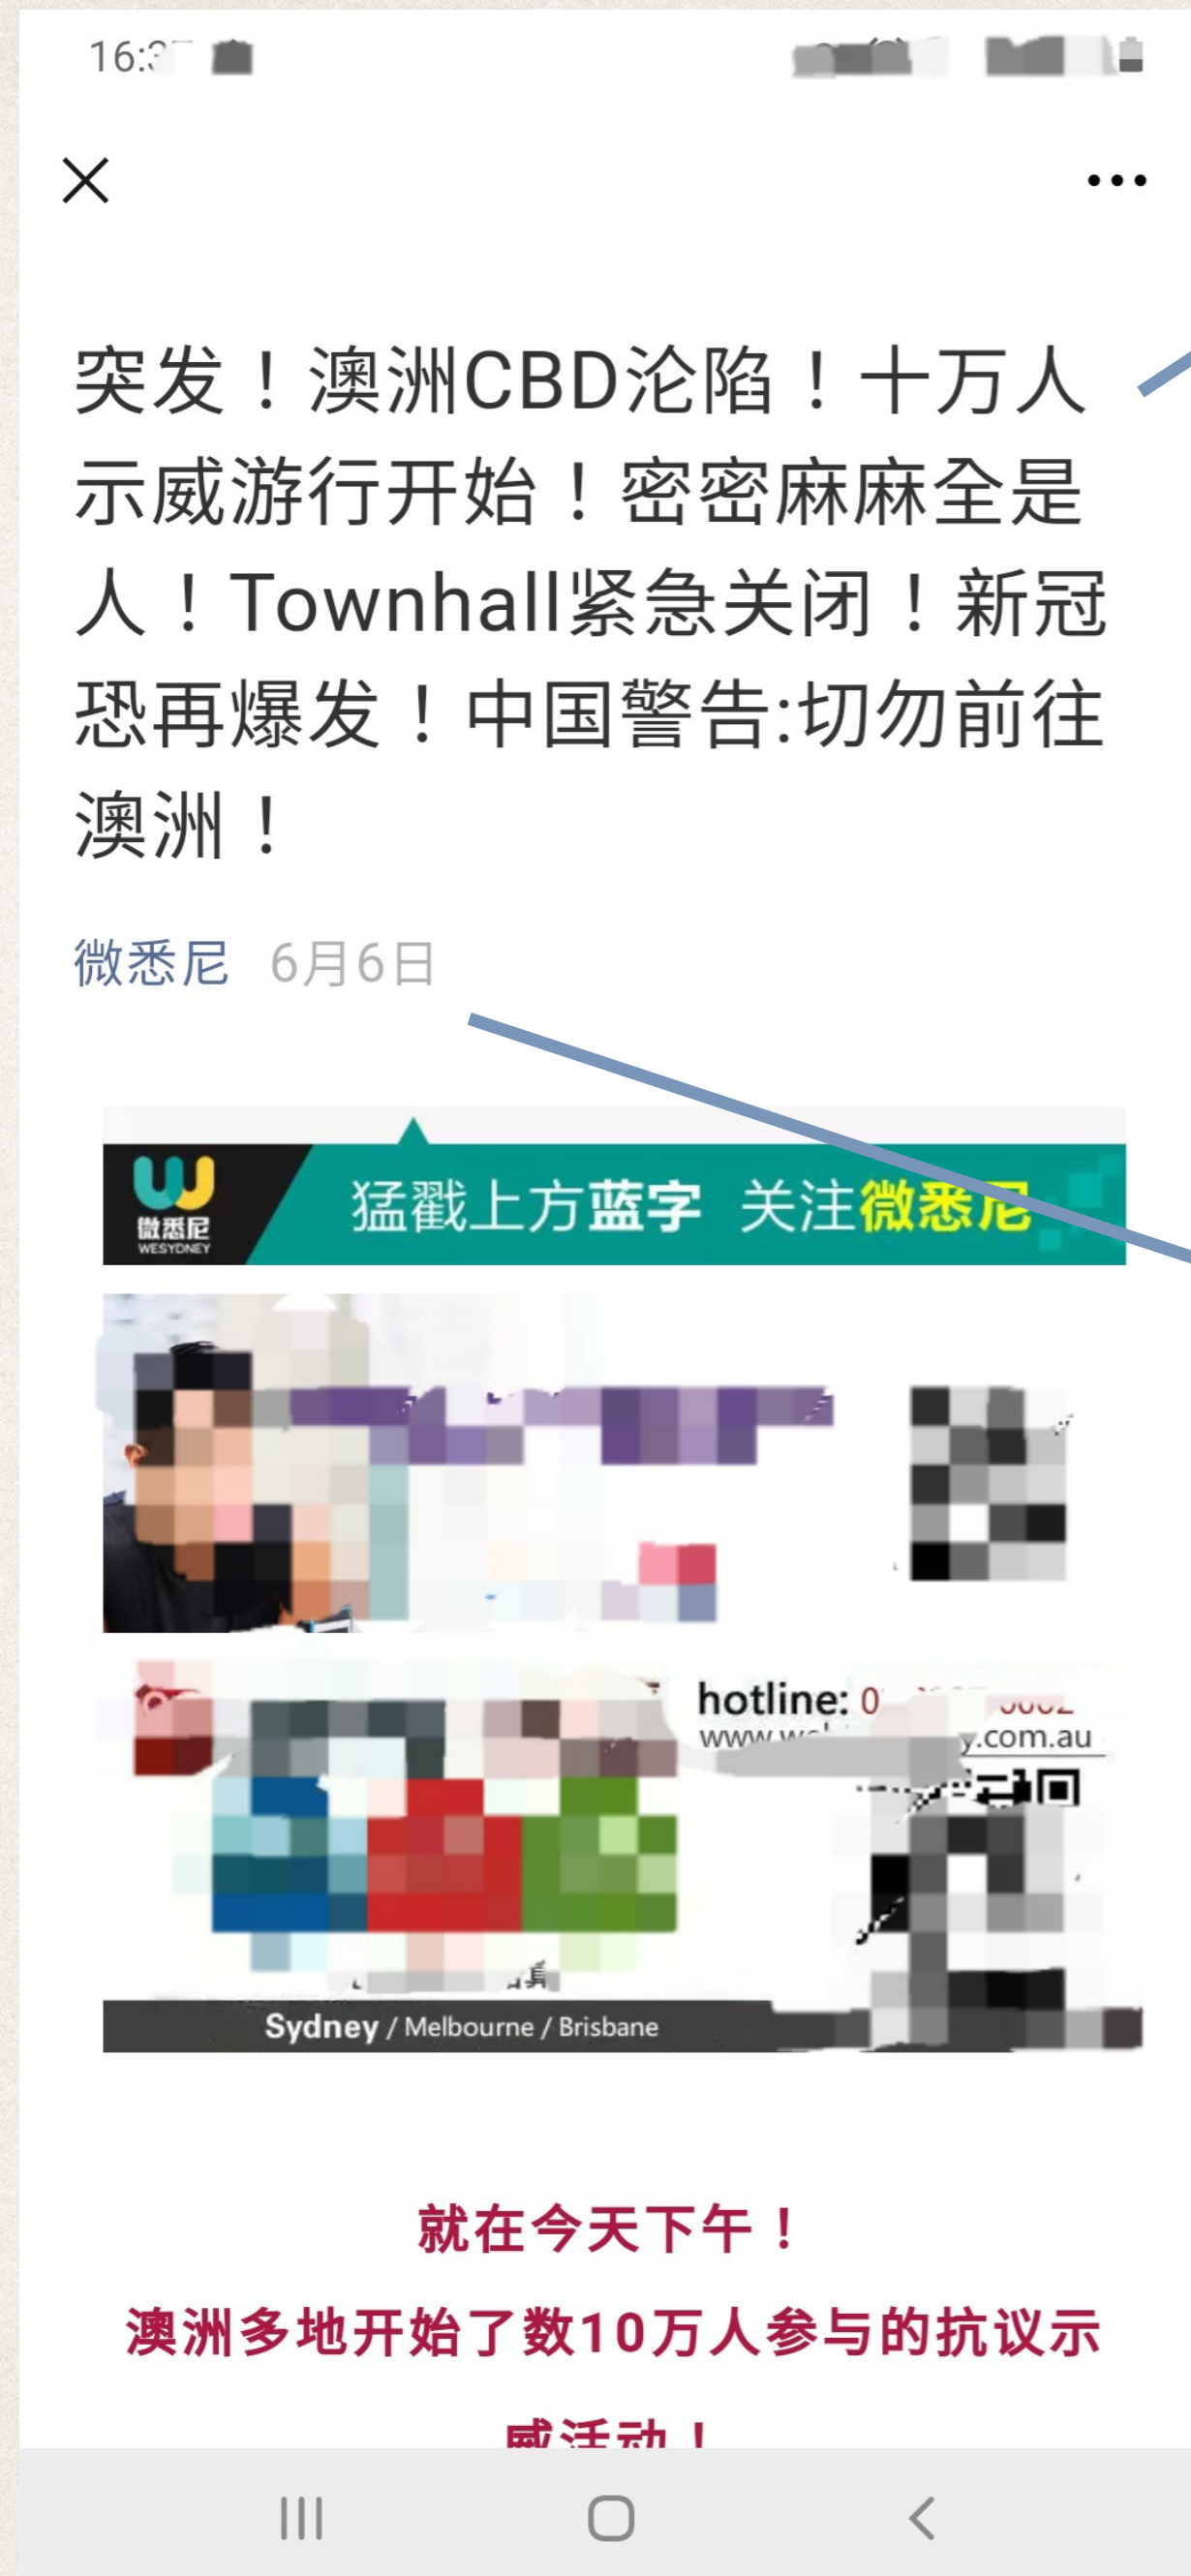 突发！澳洲CBD沦陷！十万人
示威游行开始！密密麻麻全是
人！Townhall紧急关闭！新冠
恐再爆发！中国警告:切勿前往
澳洲！
微悉尼 6月6日
微悉尼
WESYDNEY
猛戳上方蓝字 关注微悉尼
hotline:
Sydney / Melbourne / Brisbane
就在今天下午！
澳洲多地开始了数10万人参与的抗议示
威活动！